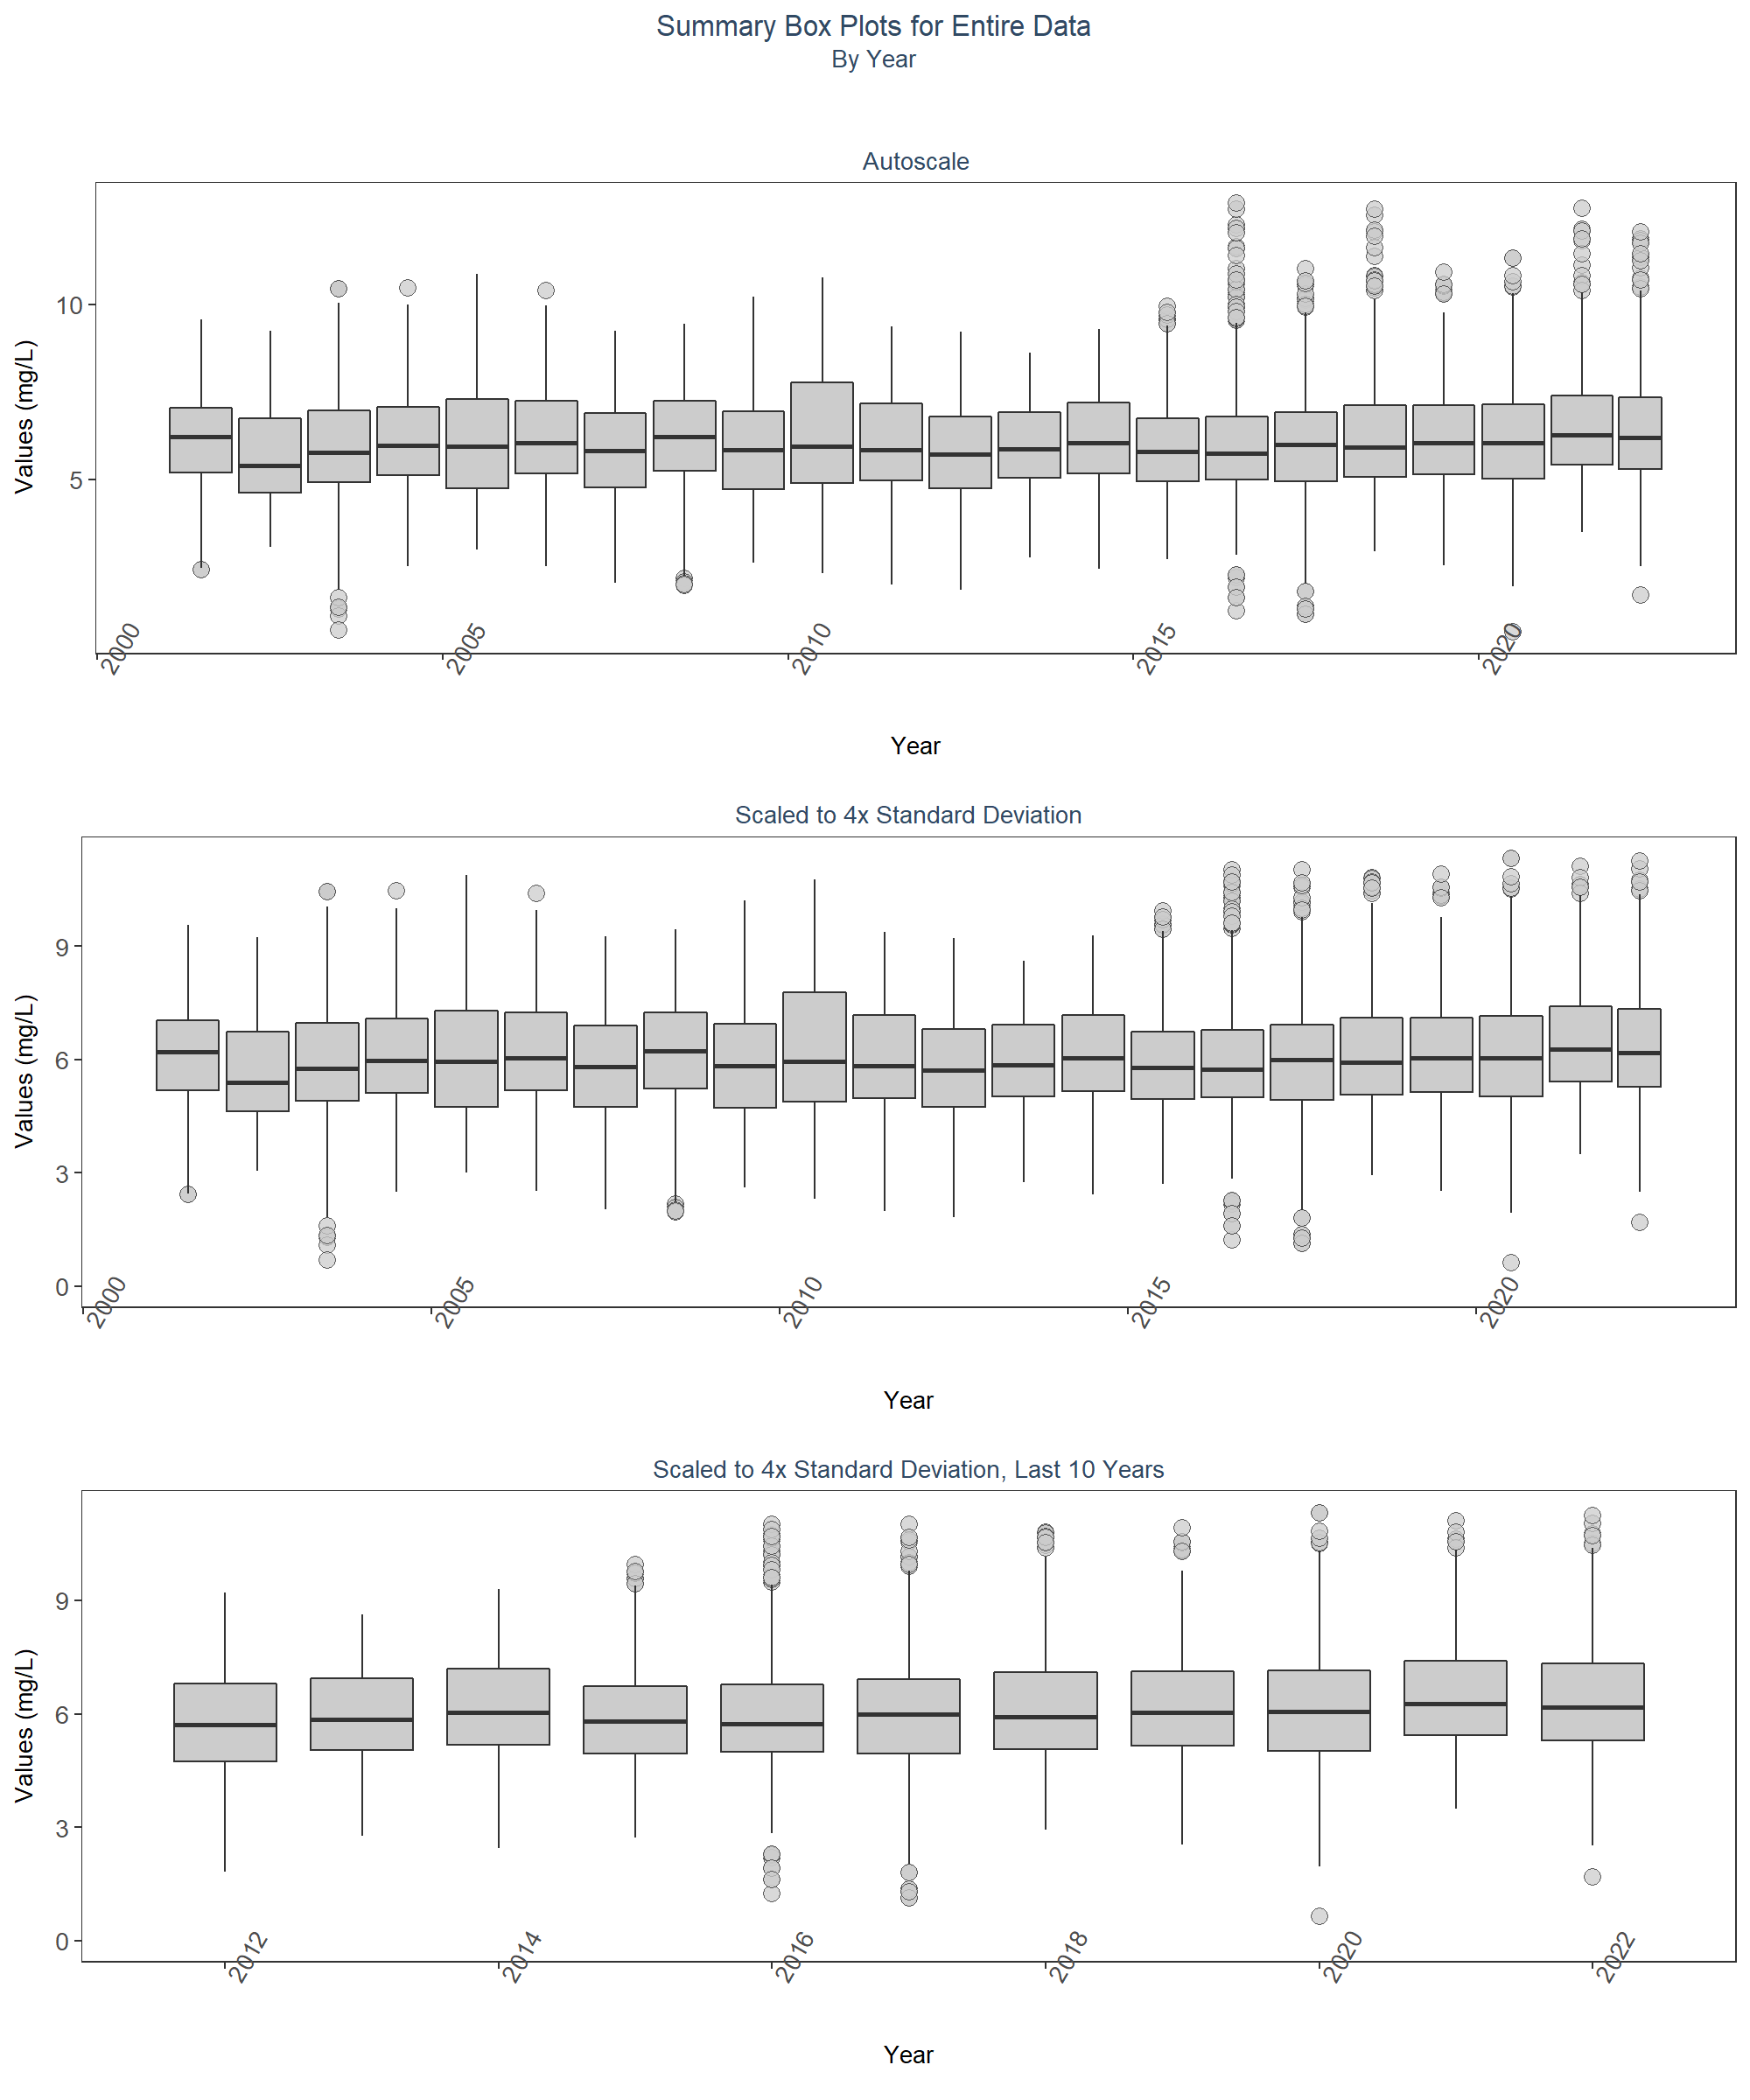 Summary Box Plots for Entire Data
By Year
Autoscale
Values (mg/L)
10
5
2000
2005
2010
2015
2020
Year
Scaled to 4x Standard Deviation
Values (mg/L)
9
6
3
0
2000
2005
2010
2015
2020
Year
Scaled to 4x Standard Deviation, Last 10 Years
Values (mg/L)
9
6
3
0
2012
2014
2016
2018
2020
2022
Year